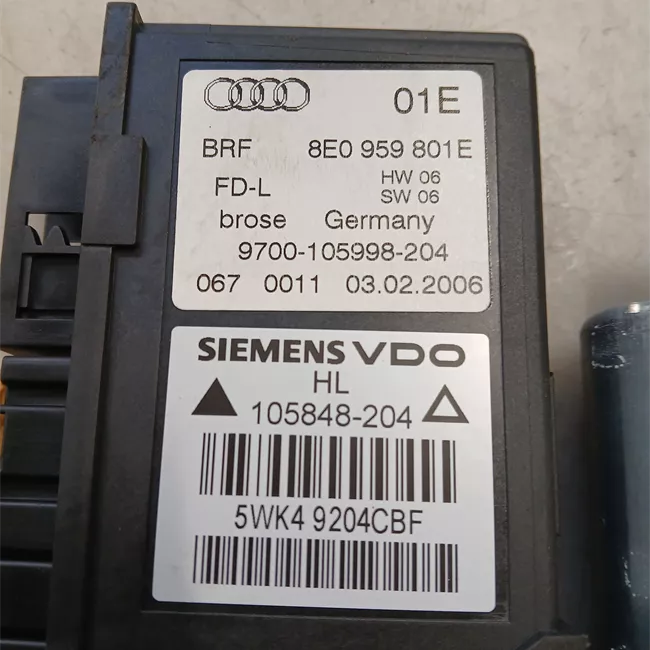 01E
BRF 8E0 959 801E
FD-L HW 06
SW 06
brose Germany
9700-105998-204
067 0011 03.02.2006
SIEMENS VDO
HL
105848-204
5WK4 9204CBF